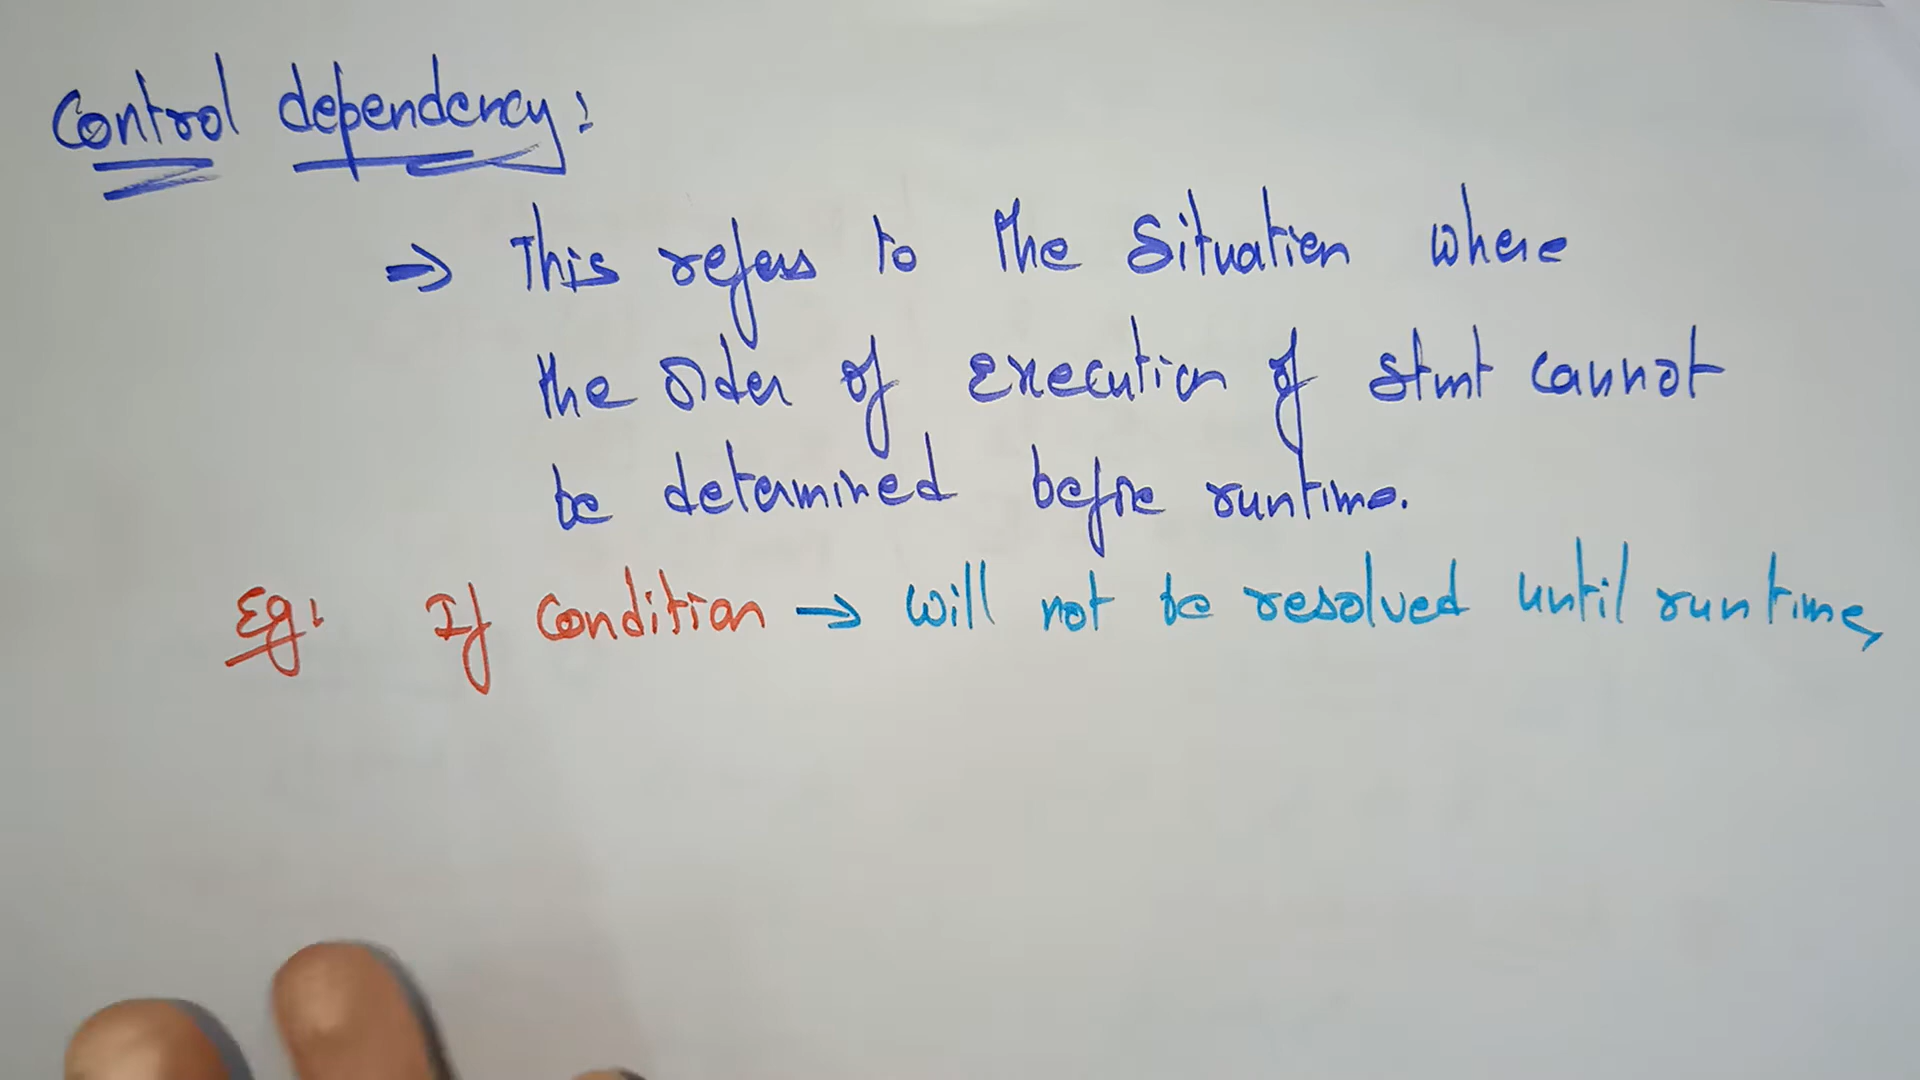 Control dependency:
→ This refers to the situation where
the order of execution of stmt cannot
be determined before runtime.
Eg: If Condition → will not be resolved until runtime,